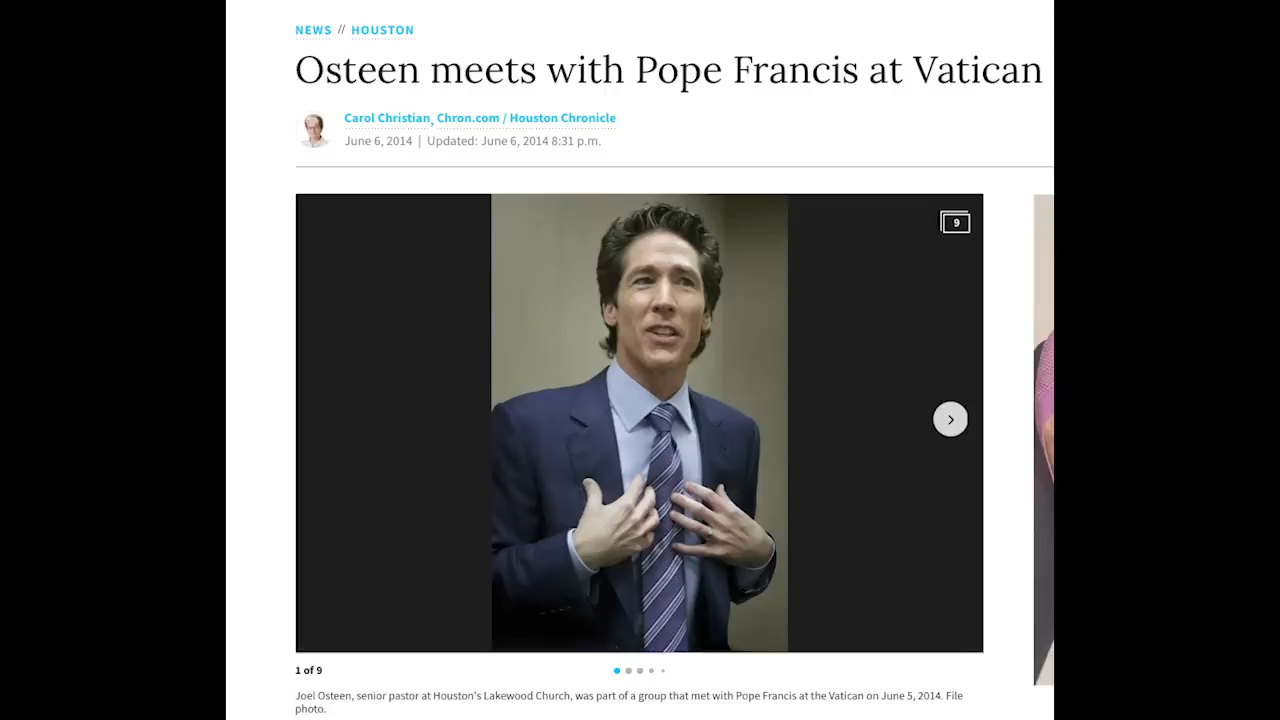 NEWS // HOUSTON
Osteen meets with Pope Francis at Vatican
Carol Christian, Chron.com / Houston Chronicle
June 6, 2014 | Updated: June 6, 2014 8:31 p.m.
9
1 of 9
Joel Osteen, senior pastor at Houston's Lakewood Church, was part of a group that met with Pope Francis at the Vatican on June 5, 2014. File
photo.